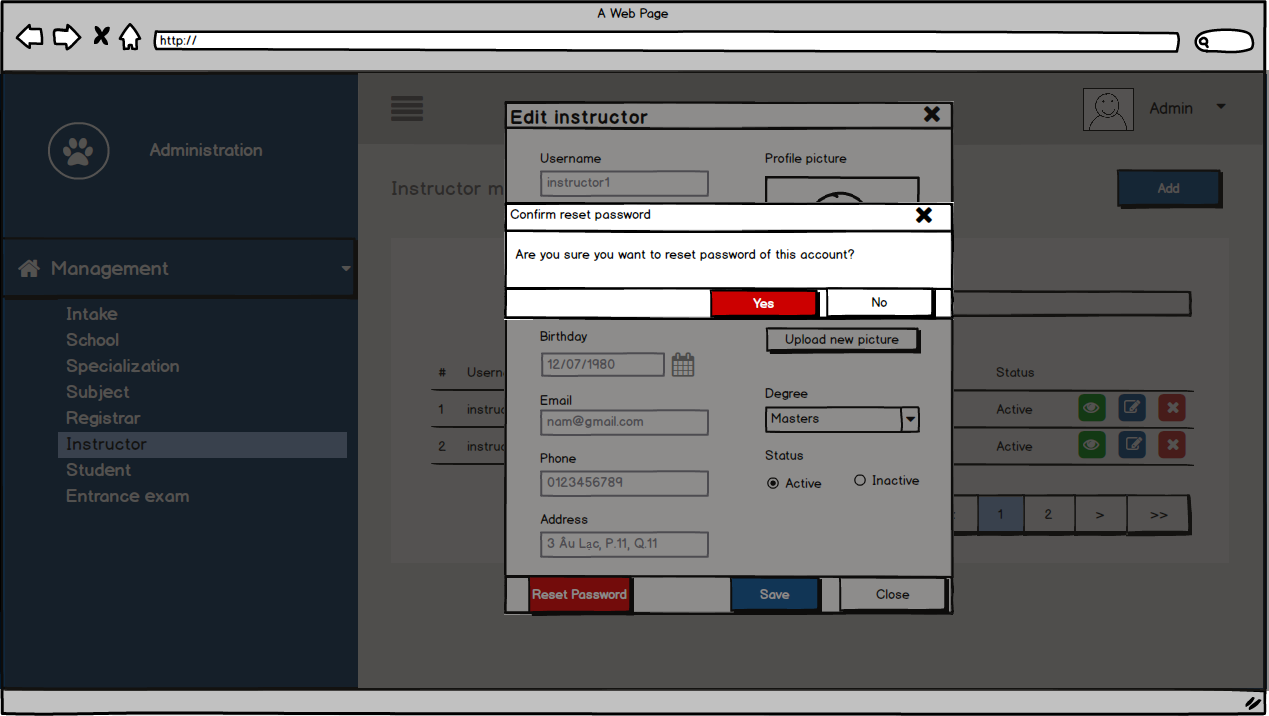 A Web Page
http://
Administration
Admin
Edit instructor
Username
Profile picture
instructor1
Instructor m
Add
Confirm reset password
Are you sure you want to reset password of this account?
Yes
No
Management
Intake
School
Specialization
Subject
Registrar
Instructor
Student
Entrance exam
Birthday
12/07/1980
Upload new picture
Email
nam@gmail.com
Degree
Masters
Phone
0123456789
Status
Active
Inactive
Address
3 Âu Lạc, P.11, Q.11
Reset Password
Save
Close
# Usern Status
1 instruc Active
2 instruc Active
1 2 > >>